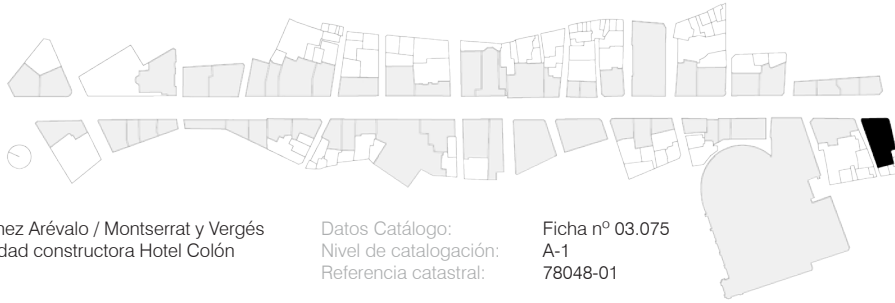 nez Arévalo / Montserrat y Vergés
dad constructora Hotel Colón
Datos Catálogo: Ficha nº 03.075
Nivel de catalogación: A-1
Referencia catastral: 78048-01